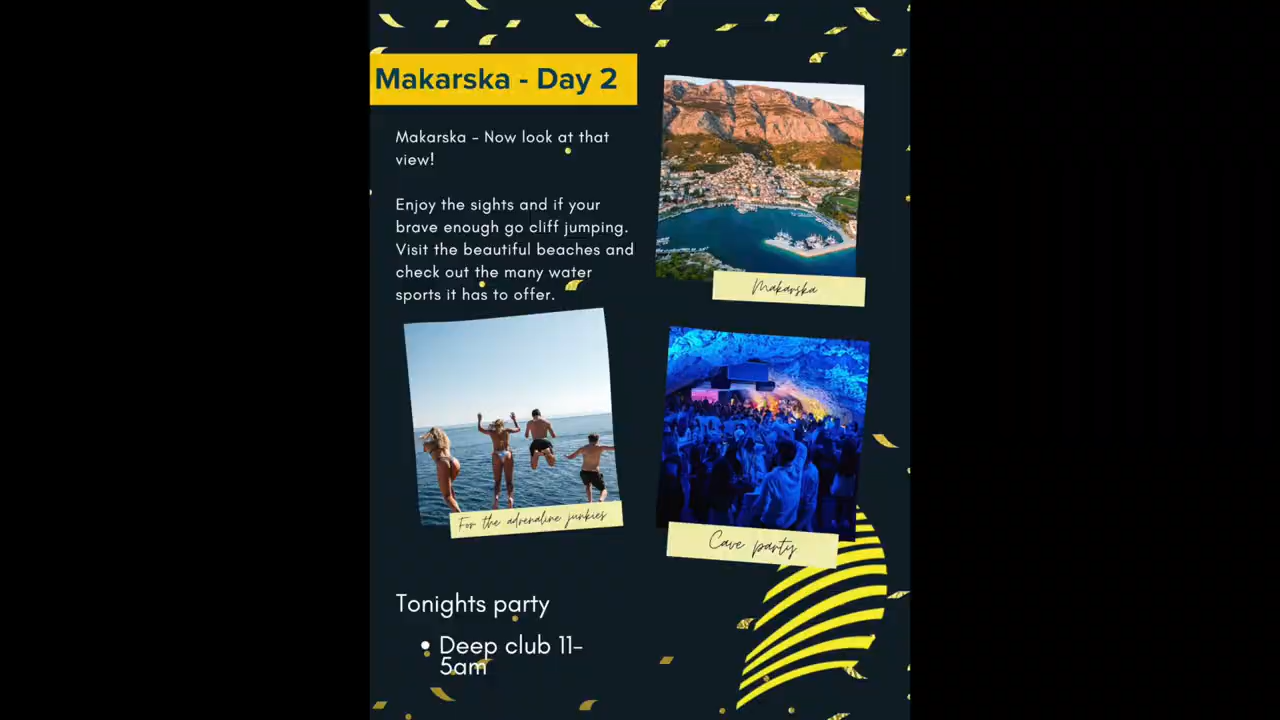 Makarska - Day 2
Makarska - Now look at that
view!
Enjoy the sights and if your
brave enough go cliff jumping.
Visit the beautiful beaches and
check out the many water
sports it has to offer.
Makarska
For the adrenaline junkies
Cave party
Tonights party
• Deep club 11-
5am